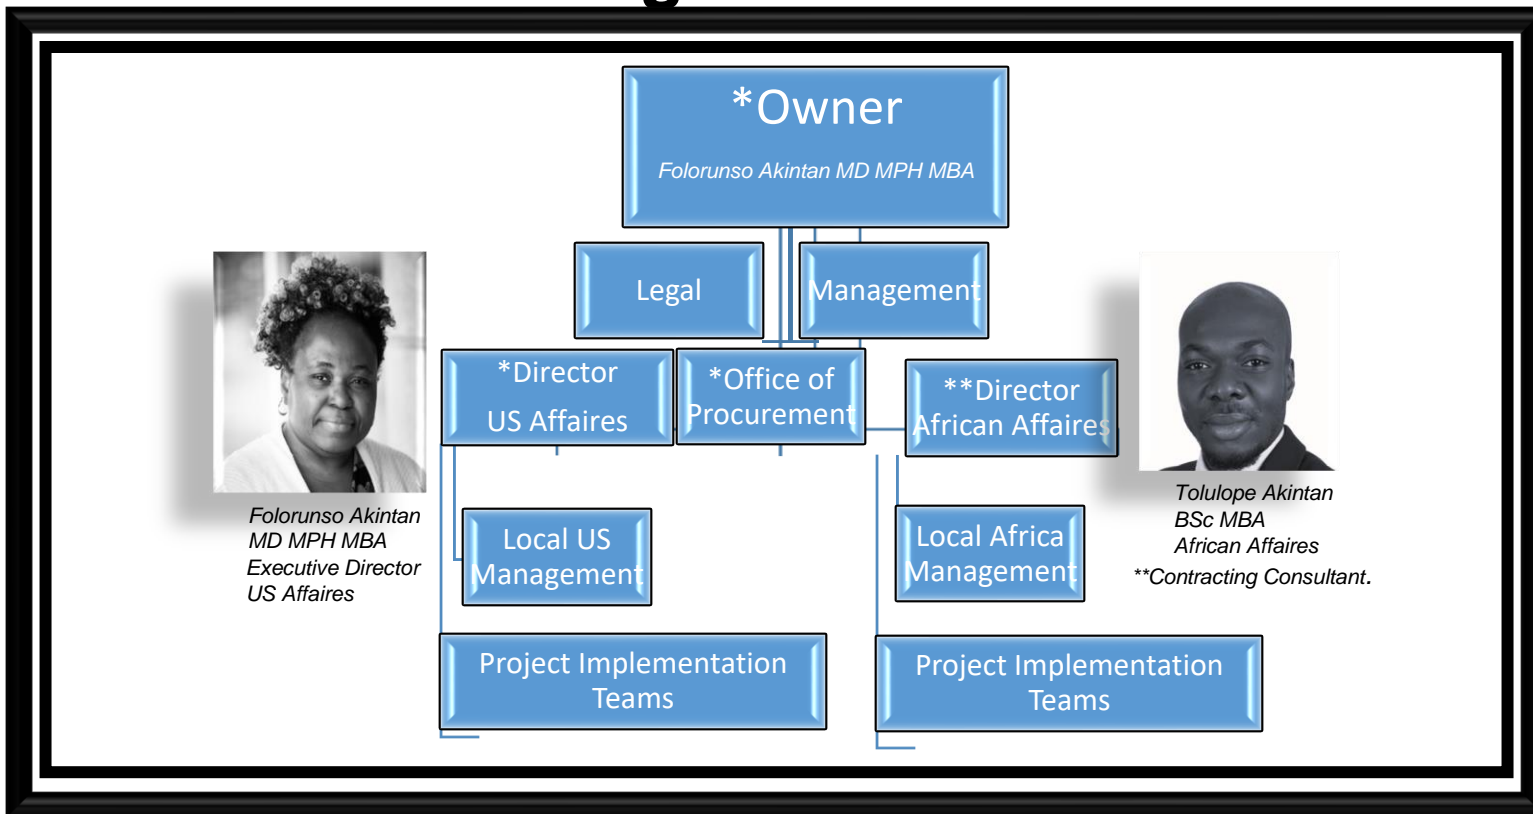 *Owner
Folorunso Akintan MD MPH MBA
Legal
Management
*Director
US Affaires
*Office of
Procurement
**Director
African Affaires
Folorunso Akintan
MD MPH MBA
Executive Director
US Affaires
Tolulope Akintan
BSc MBA
African Affaires
**Contracting Consultant.
Local US
Management
Local Africa
Management
Project Implementation
Teams
Project Implementation
Teams